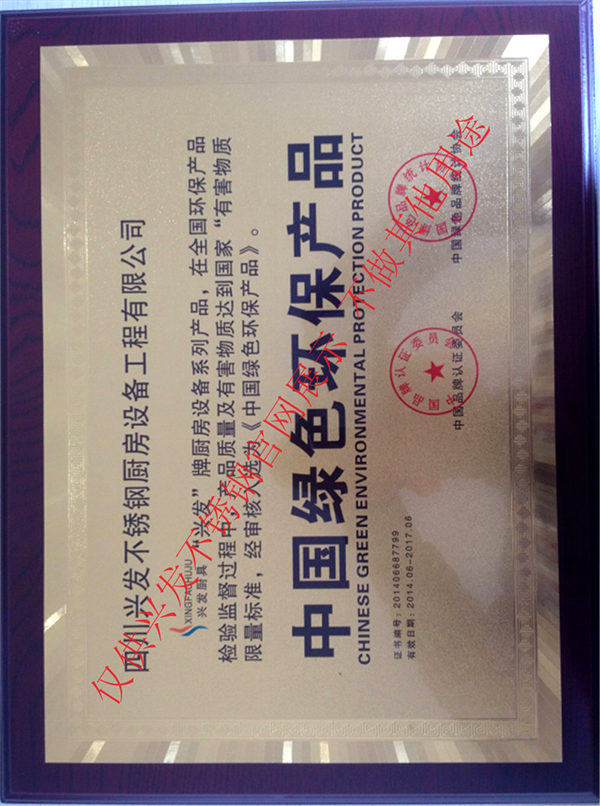 四川兴发不锈钢厨房设备工程有限公司
XINGFACHUJU
兴发厨具
“兴发”牌厨房设备系列产品，在全国环保产品
检验监督过程中，产品质量及有害物质达到国家“有害物质
限量标准，经审核入选为《中国绿色环保产品》。
中国绿色环保产品
CHINESE GREEN ENVIRONMENTAL PROTECTION PRODUCT
证书编号：201406687799
有效日期：2014.06-2017.06
中国品牌认证委员会
中国绿色品牌统计协会
仅供兴发不锈钢官网展示 不做其他用途